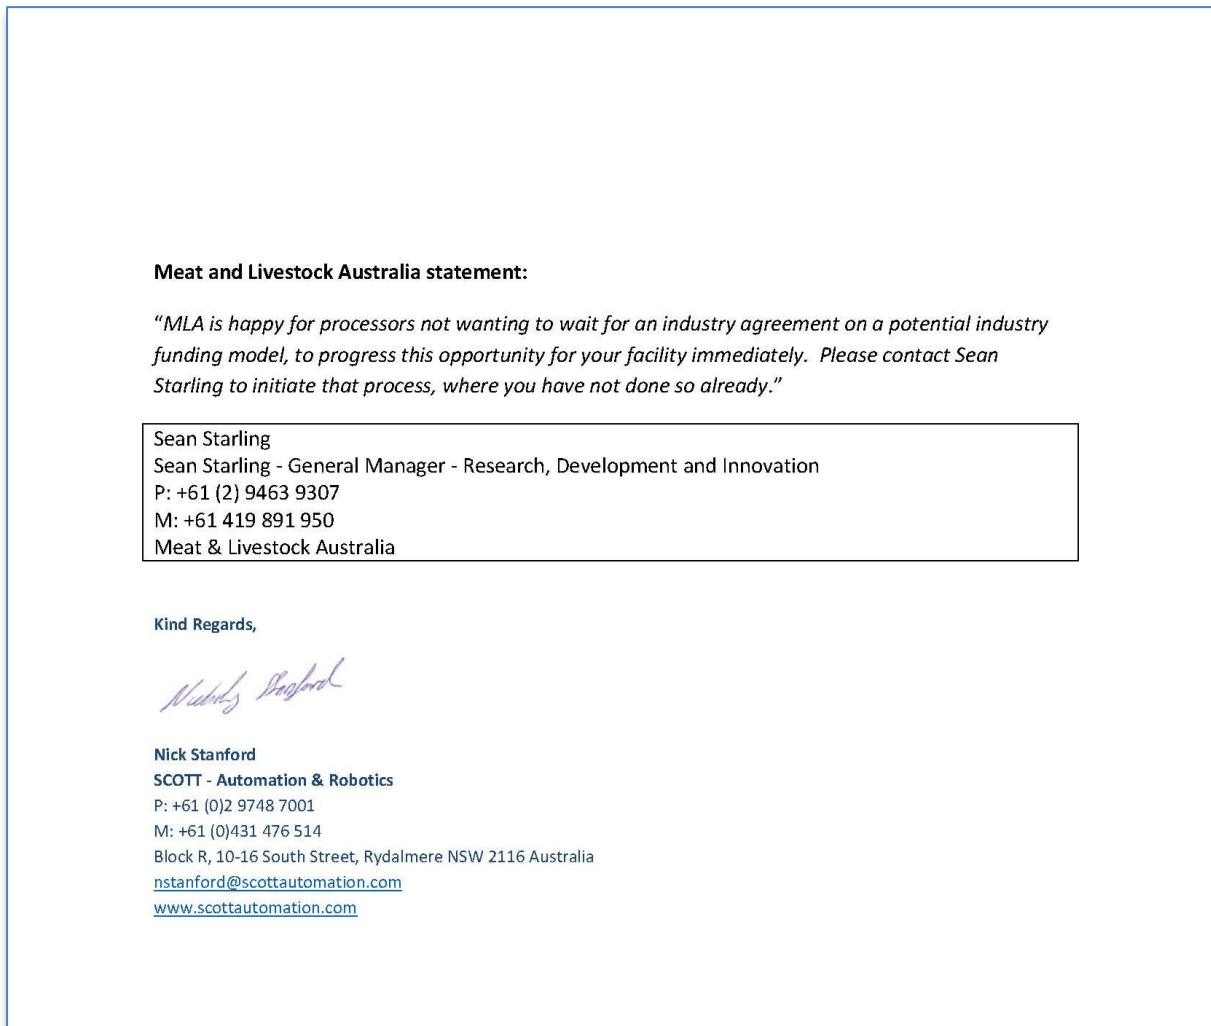 Meat and Livestock Australia statement:
“MLA is happy for processors not wanting to wait for an industry agreement on a potential industry
funding model, to progress this opportunity for your facility immediately.  Please contact Sean
Starling to initiate that process, where you have not done so already.”
Sean Starling
Sean Starling - General Manager - Research, Development and Innovation
P: +61 (2) 9463 9307
M: +61 419 891 950
Meat & Livestock Australia
Kind Regards,
Nicholas Stanford
Nick Stanford
SCOTT - Automation & Robotics
P: +61 (0)2 9748 7001
M: +61 (0)431 476 514
Block R, 10-16 South Street, Rydalmere NSW 2116 Australia
nstanford@scottautomation.com
www.scottautomation.com